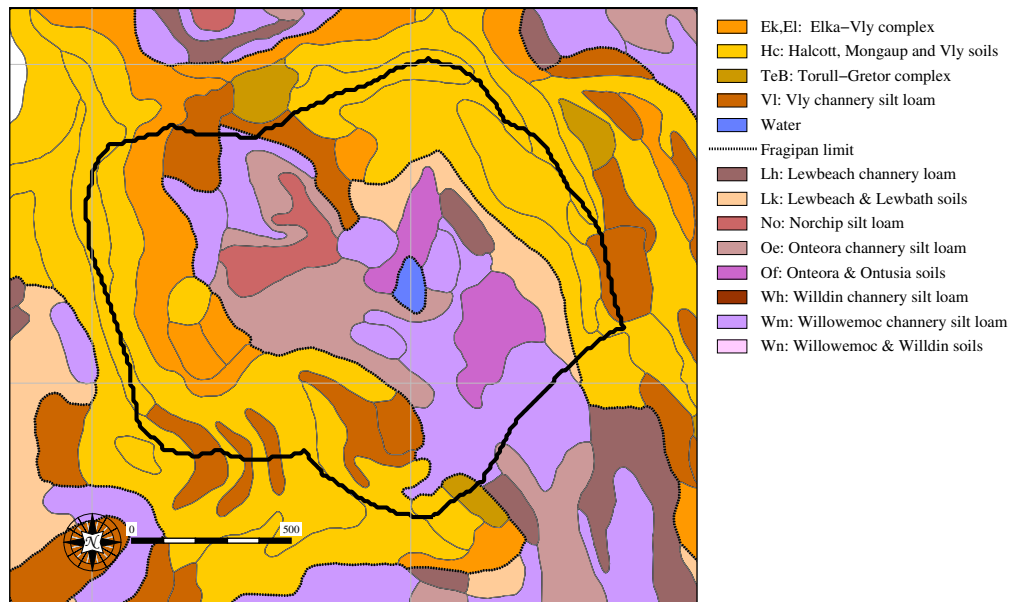 Ek,El: Elka−Vly complex
Hc: Halcott, Mongaup and Vly soils
TeB: Torull−Gretor complex
Vl: Vly channery silt loam
Water
Fragipan limit
Lh: Lewbeach channery loam
Lk: Lewbeach & Lewbath soils
No: Norchip silt loam
Oe: Onteora channery silt loam
Of: Onteora & Ontusia soils
Wh: Willdin channery silt loam
Wm: Willowemoc channery silt loam
Wn: Willowemoc & Willdin soils
0 500
N